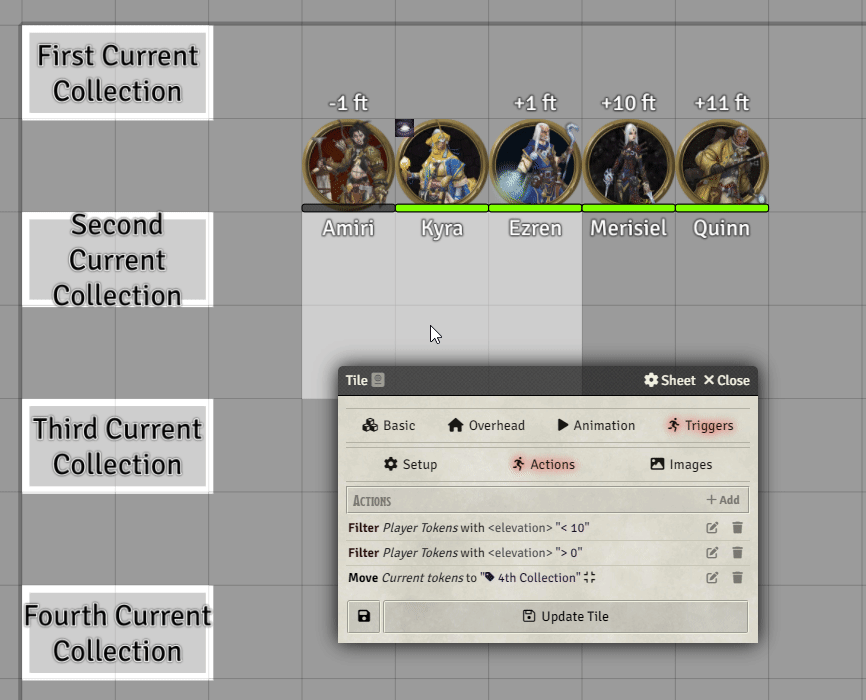 First Current
Collection
-1 ft
+1 ft
+10 ft
+11 ft
Amiri
Kyra
Ezren
Merisiel
Quinn
Second
Current
Collection
Third Current
Collection
Fourth Current
Collection
Tile
Sheet
Close
Basic
Overhead
Animation
Triggers
Setup
Actions
Images
Actions
+ Add
Filter Player Tokens with <elevation> "< 10"
Filter Player Tokens with <elevation> "> 0"
Move Current tokens to "4th Collection"
Update Tile